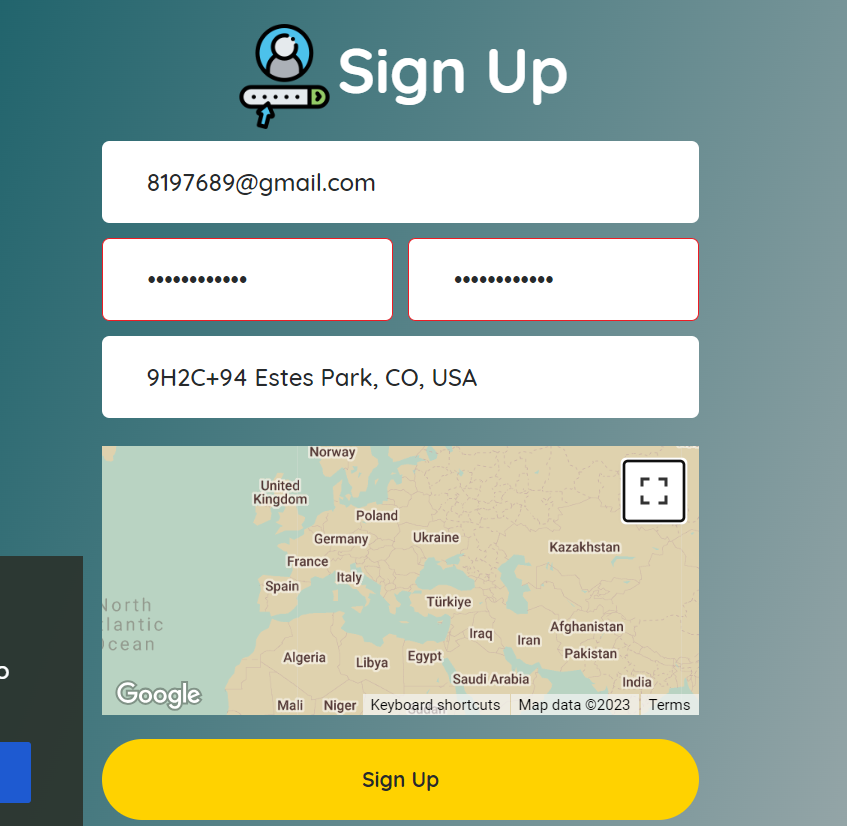 Sign Up
8197689@gmail.com
•••••••••••• ••••••••••••
9H2C+94 Estes Park, CO, USA
Norway
United
Kingdom
Poland
Germany
Ukraine
Kazakhstan
France
Italy
Spain
Türkiye
North
Atlantic
Ocean
Iraq
Iran
Afghanistan
Pakistan
Algeria
Libya
Egypt
Saudi Arabia
India
Google
Mali
Niger
Sudan
Keyboard shortcuts
Map data ©2023
Terms
o
Sign Up